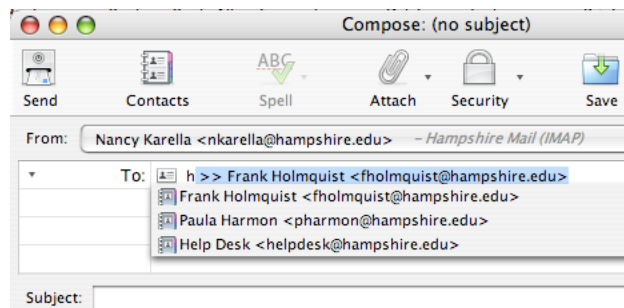 Compose: (no subject)
ABC
Send Contacts Spell Attach Security Save
From: Nancy Karella <nkarella@hampshire.edu> – Hampshire Mail (IMAP)
To: h >> Frank Holmquist <fholmquist@hampshire.edu>
Frank Holmquist <fholmquist@hampshire.edu>
Paula Harmon <pharmon@hampshire.edu>
Help Desk <helpdesk@hampshire.edu>
Subject: